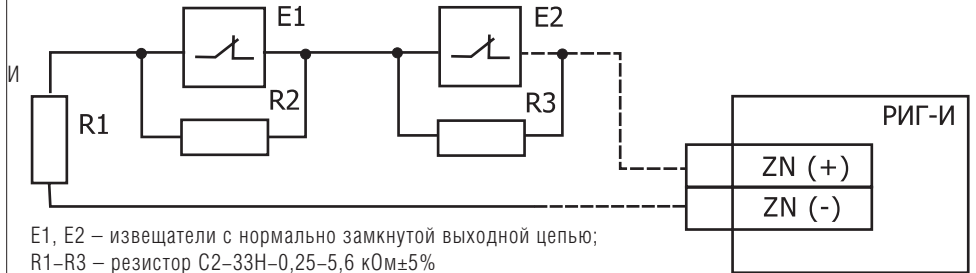 E1
E2
И
R1
R2
R3
РИГ-И
ZN (+)
ZN (-)
E1, E2 – извещатели с нормально замкнутой выходной цепью;
R1–R3 – резистор С2–33Н–0,25–5,6 кОм±5%